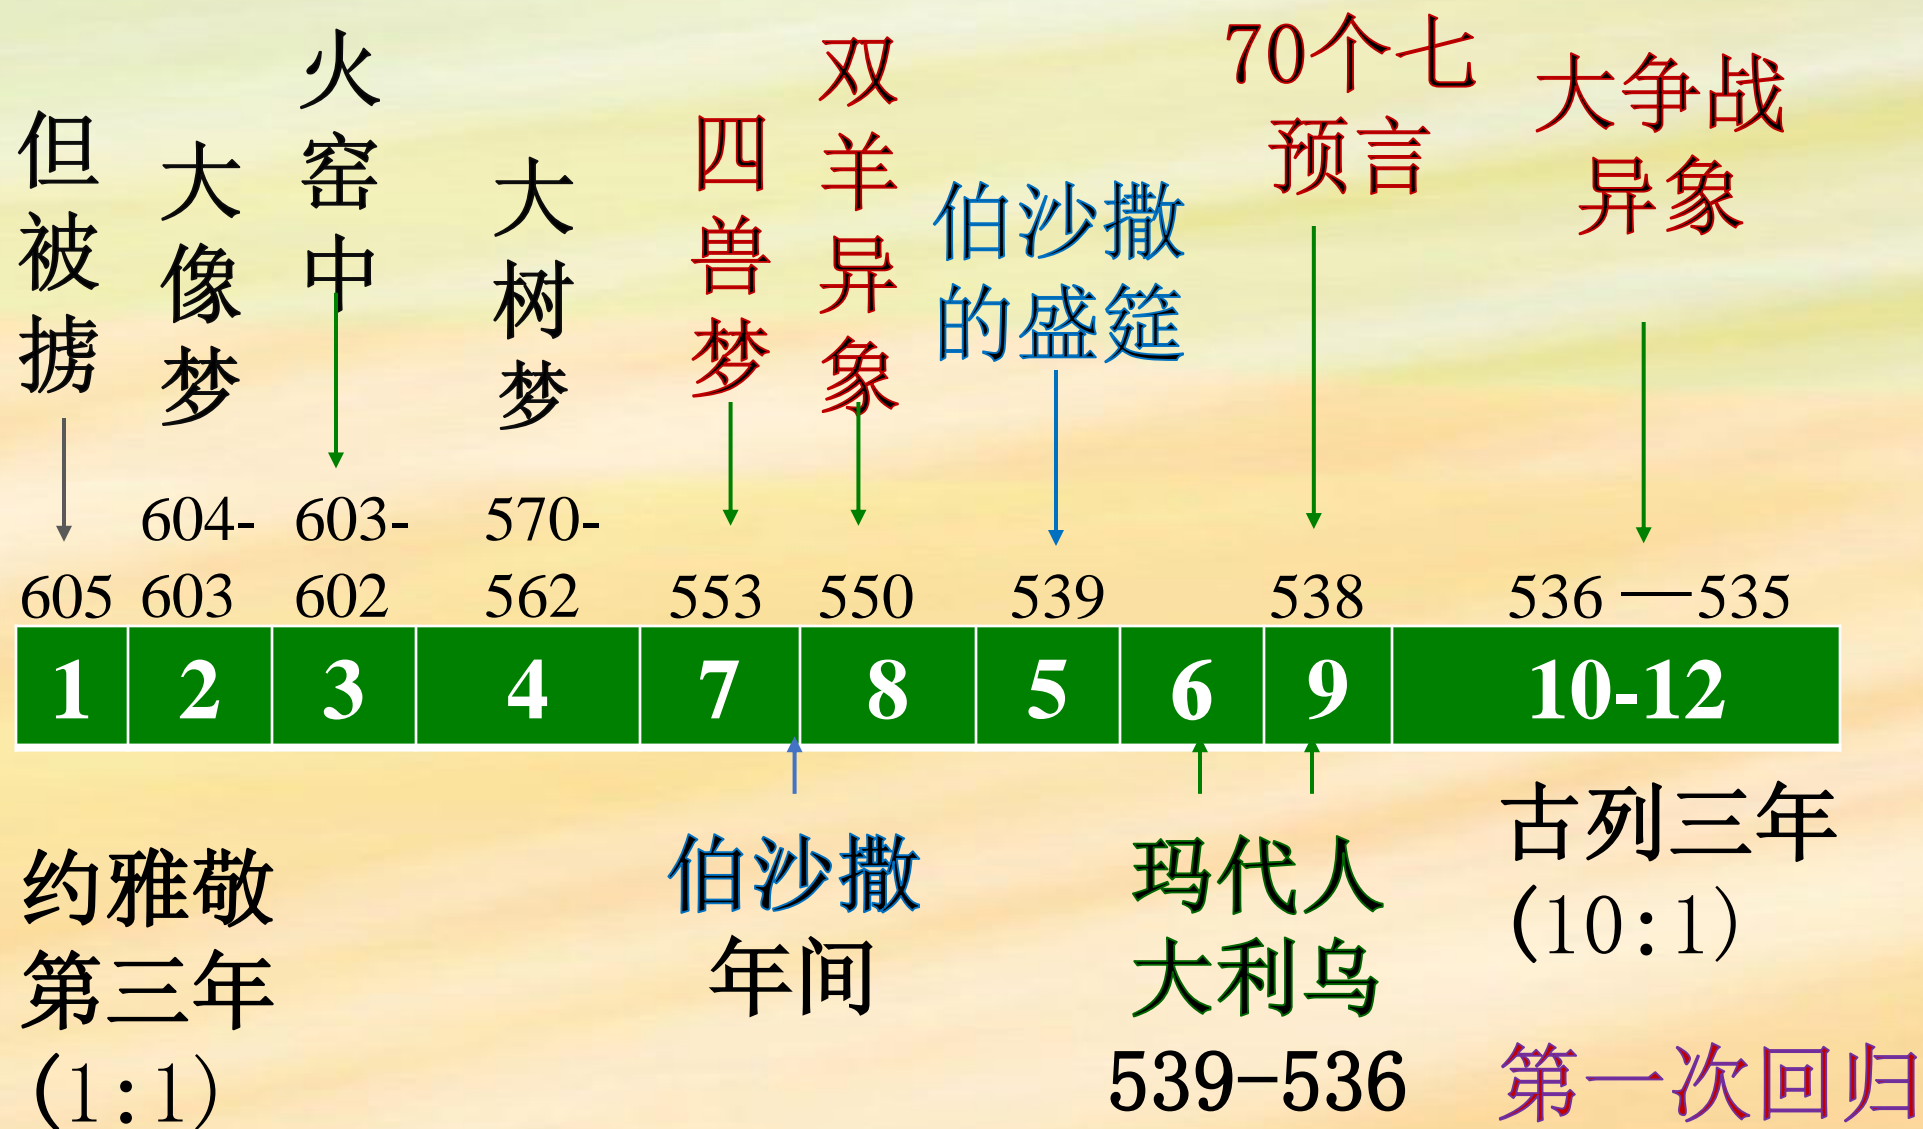 但被掳
大像梦
火窑中
大树梦
四兽梦
双羊异象
伯沙撒
的盛筵
70个七
预言
大争战
异象
605
604-
603
603-
602
570-
562
553
550
539
538
536 —535
1 2 3 4 7 8 5 6 9 10-12
约雅敬
第三年
(1:1)
伯沙撒
年间
玛代人
大利乌
539-536
古列三年
(10:1)
第一次回归